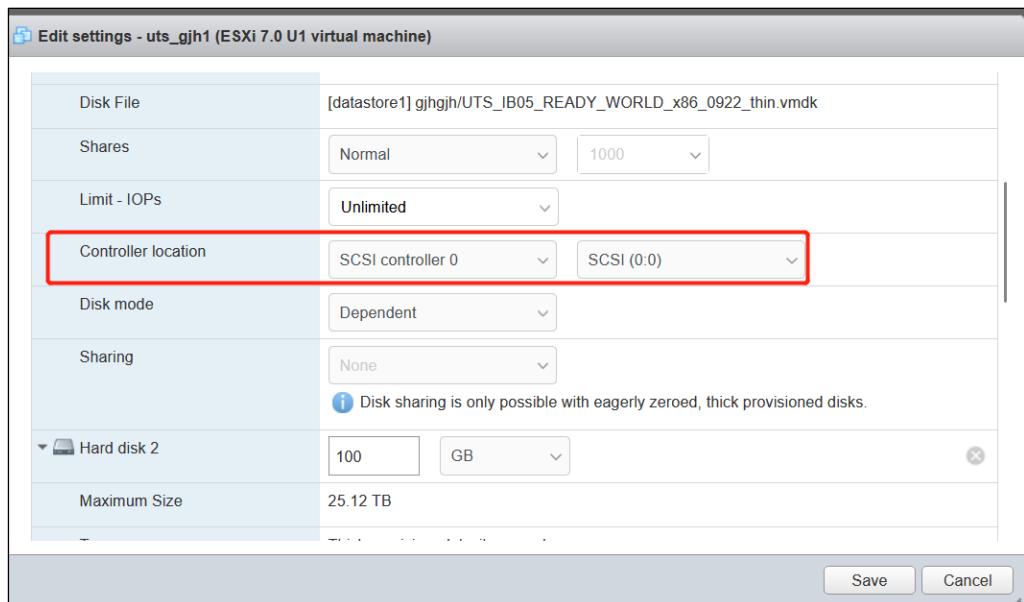 Edit settings - uts_gjh1 (ESXi 7.0 U1 virtual machine)
Disk File [datastore1] gjhgjh/UTS_IB05_READY_WORLD_x86_0922_thin.vmdk
Shares Normal 1000
Limit - IOPs Unlimited
Controller location SCSI controller 0 SCSI (0:0)
Disk mode Dependent
Sharing None
Disk sharing is only possible with eagerly zeroed, thick provisioned disks.
Hard disk 2 100 GB
Maximum Size 25.12 TB
Save Cancel